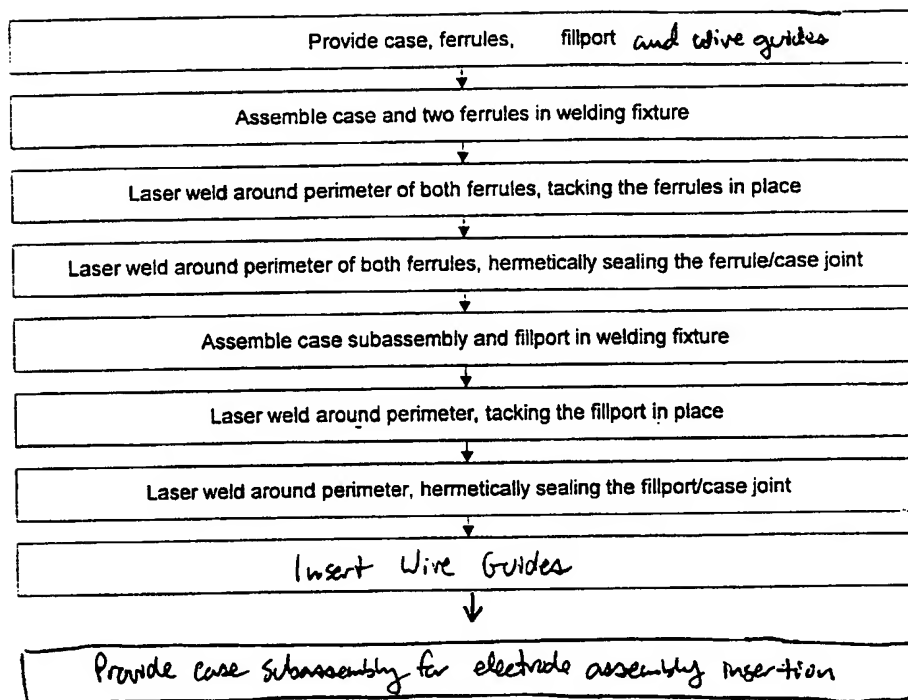 Provide case, ferrules, fillport and wire guides
Assemble case and two ferrules in welding fixture
Laser weld around perimeter of both ferrules, tacking the ferrules in place
Laser weld around perimeter of both ferrules, hermetically sealing the ferrule/case joint
Assemble case subassembly and fillport in welding fixture
Laser weld around perimeter, tacking the fillport in place
Laser weld around perimeter, hermetically sealing the fillport/case joint
Insert Wire Guides
Provide case subassembly for electrode assembly insertion